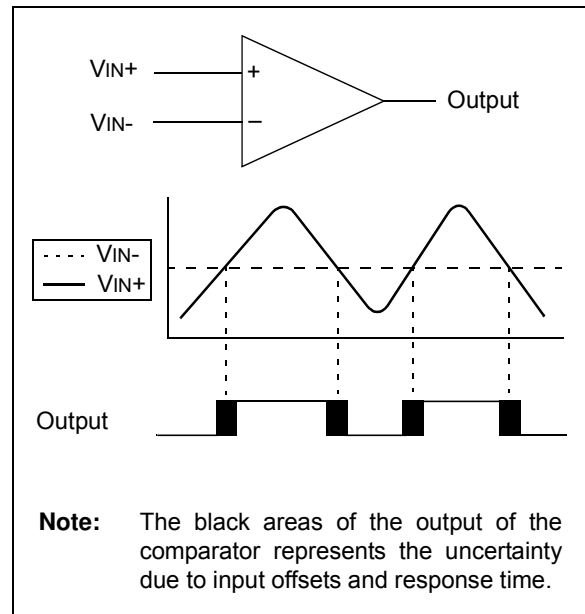 VIN+
+
Output
VIN-
–
VIN-
VIN+
Output
Note: The black areas of the output of the
comparator represents the uncertainty
due to input offsets and response time.